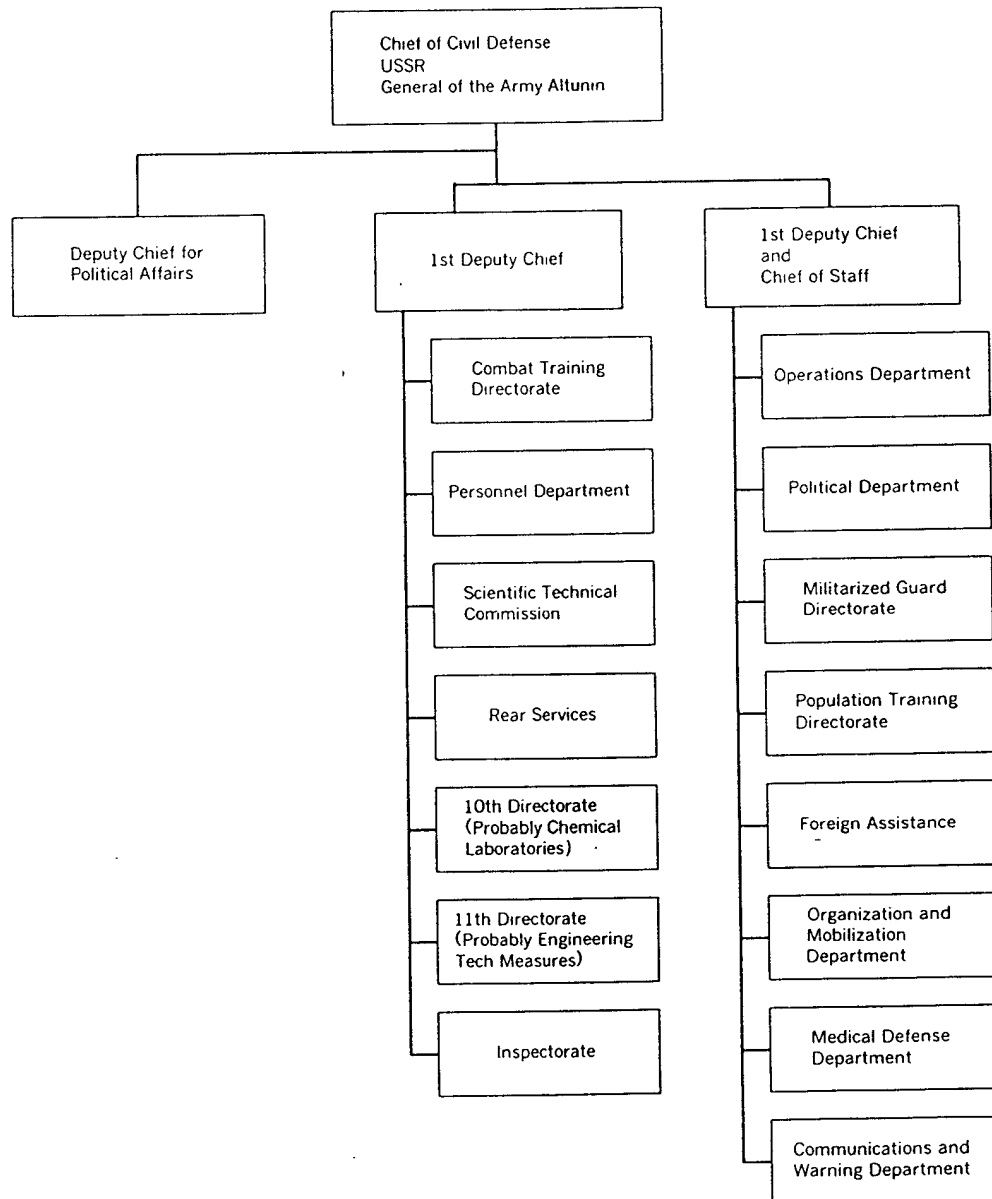 Chief of Civil Defense
USSR
General of the Army Altunin
Deputy Chief for
Political Affairs
1st Deputy Chief
1st Deputy Chief
and
Chief of Staff
Combat Training
Directorate
Personnel Department
Scientific Technical
Commission
Rear Services
10th Directorate
(Probably Chemical
Laboratories)
11th Directorate
(Probably Engineering
Tech Measures)
Inspectorate
Operations Department
Political Department
Militarized Guard
Directorate
Population Training
Directorate
Foreign Assistance
Organization and
Mobilization
Department
Medical Defense
Department
Communications and
Warning Department